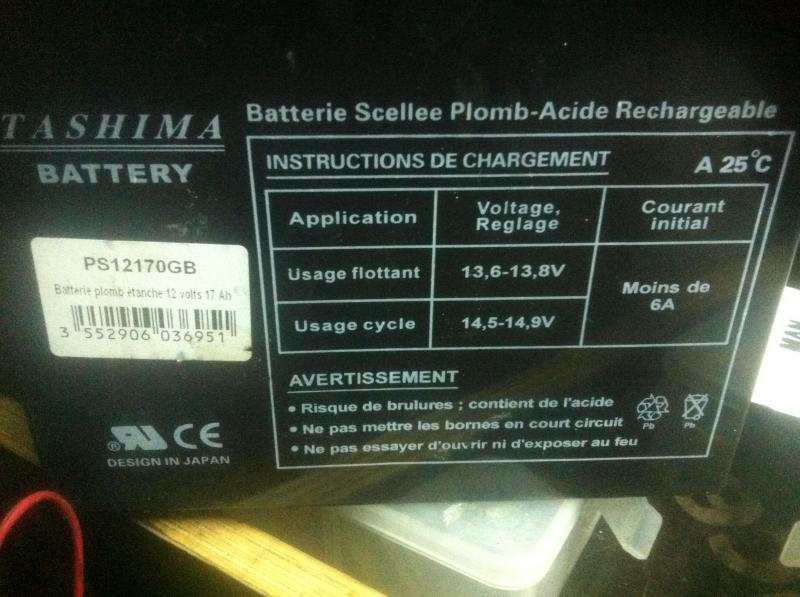 TASHIMA
BATTERY
PS12170GB
Batterie plomb étanche 12 volts 17 Ah
3 552906 036951
® RU CE
DESIGN IN JAPAN
Batterie Scellee Plomb-Acide Rechargeable
INSTRUCTIONS DE CHARGEMENT A 25°C
Application Voltage, Reglage Courant initial
Usage flottant 13,6-13,8V Moins de 6A
Usage cycle 14,5-14,9V
AVERTISSEMENT
• Risque de brulures ; contient de l'acide
• Ne pas mettre les bornes en court circuit
• Ne pas essayer d'ouvrir ni d'exposer au feu
Pb Pb